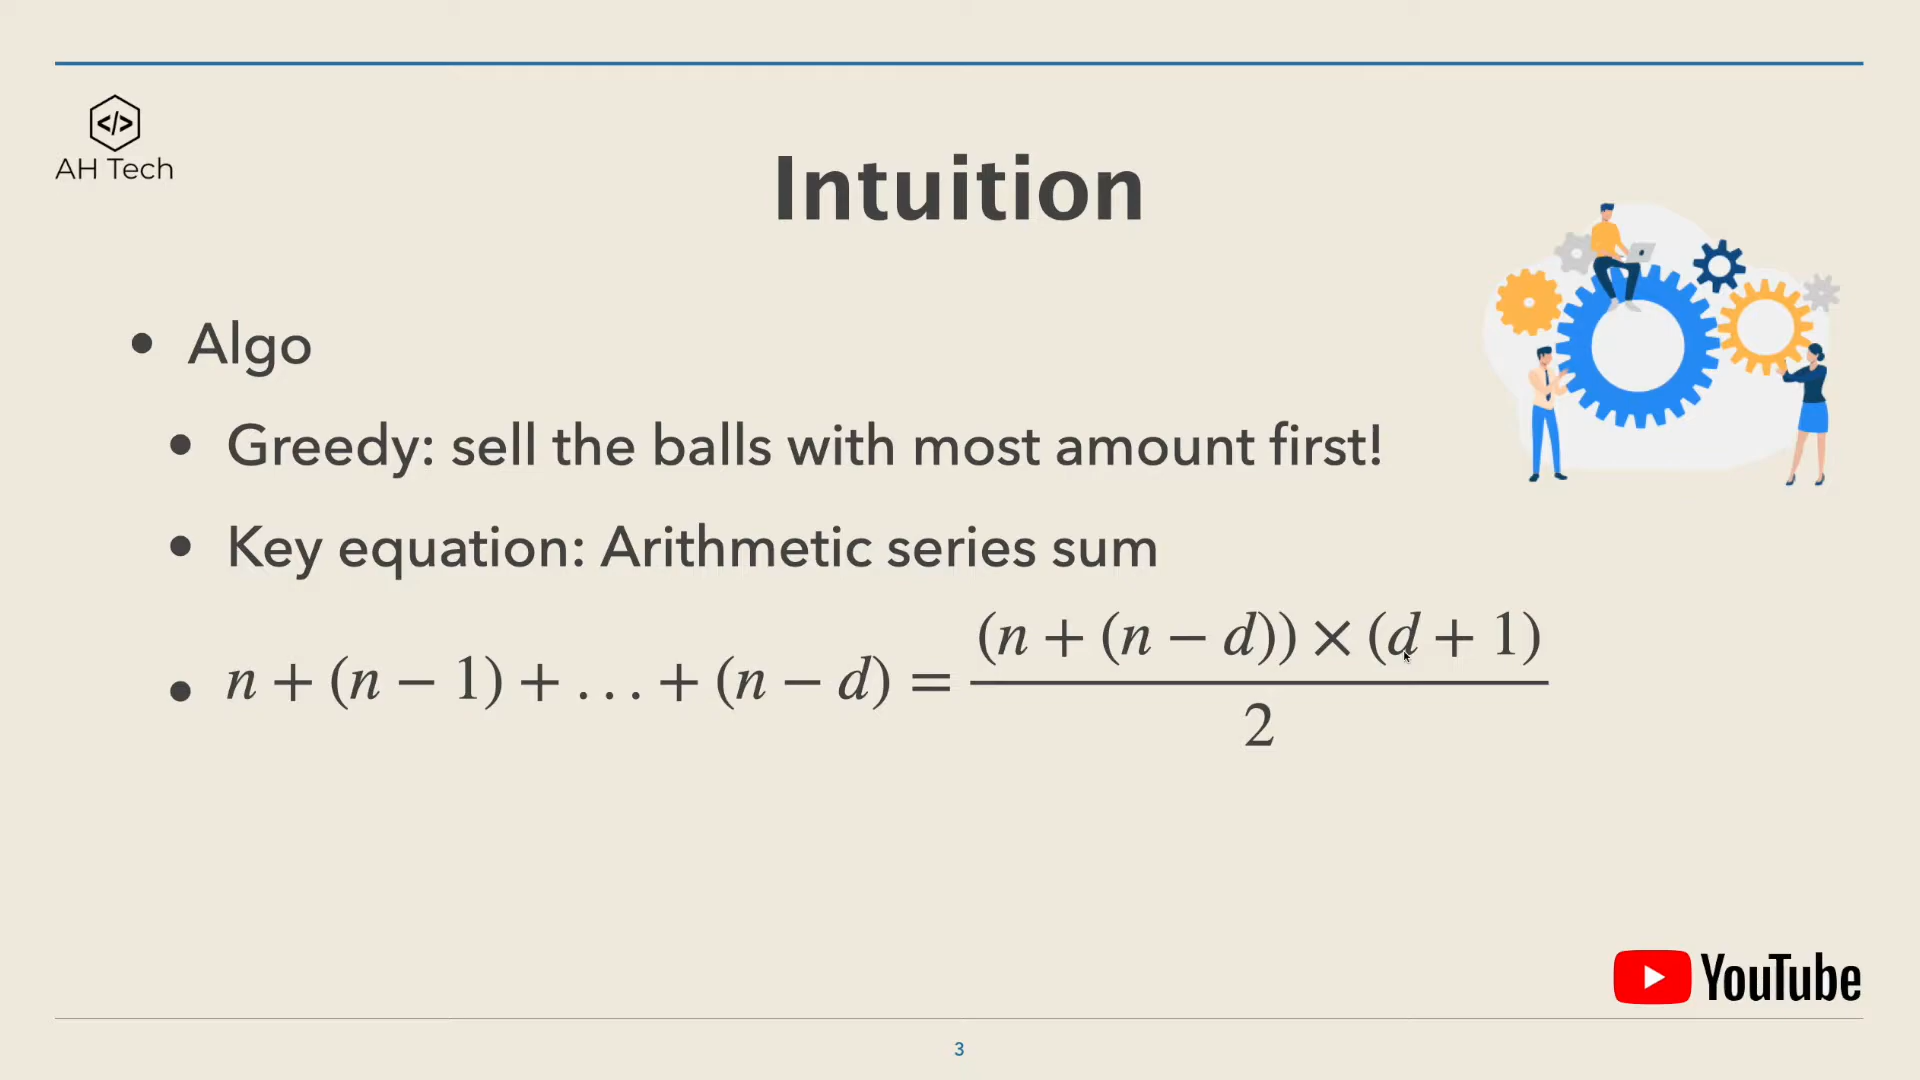 </>
AH Tech
Intuition
• Algo
• Greedy: sell the balls with most amount first!
• Key equation: Arithmetic series sum
• n + (n − 1) + . . . + (n − d) = (n + (n − d)) × (d + 1) / 2
YouTube
3